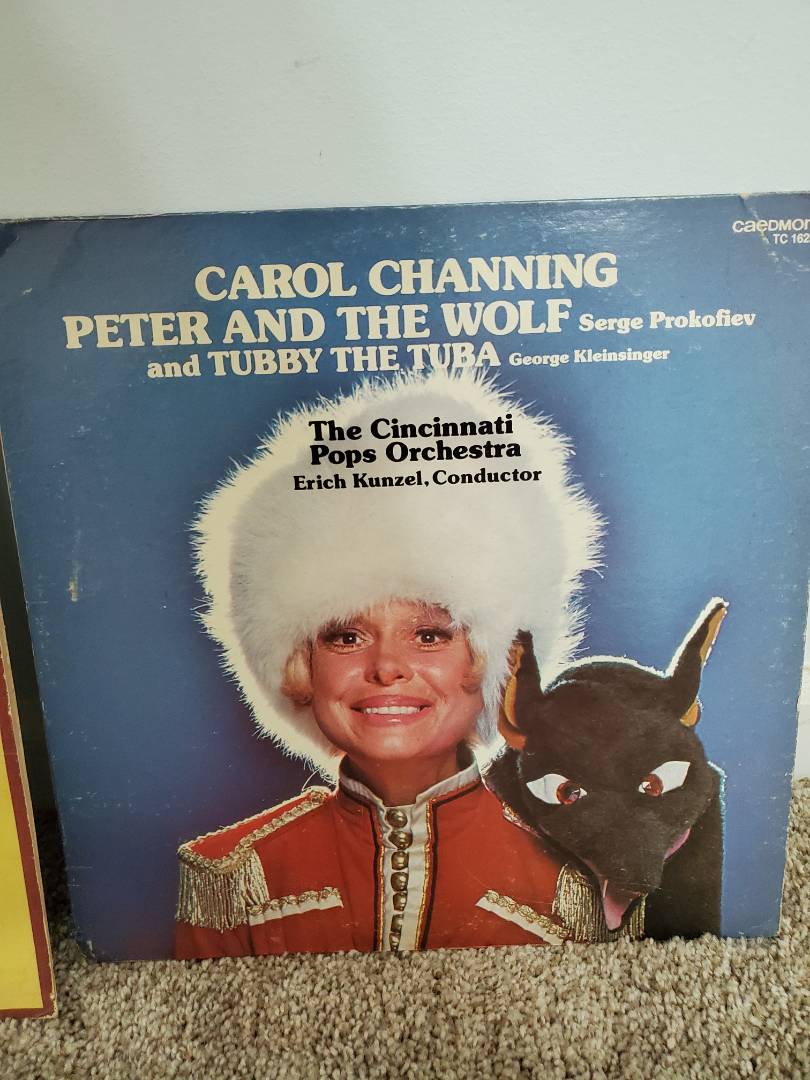 caeDMON
TC 162
CAROL CHANNING
PETER AND THE WOLF Serge Prokofiev
and TUBBY THE TUBA George Kleinsinger
The Cincinnati
Pops Orchestra
Erich Kunzel, Conductor